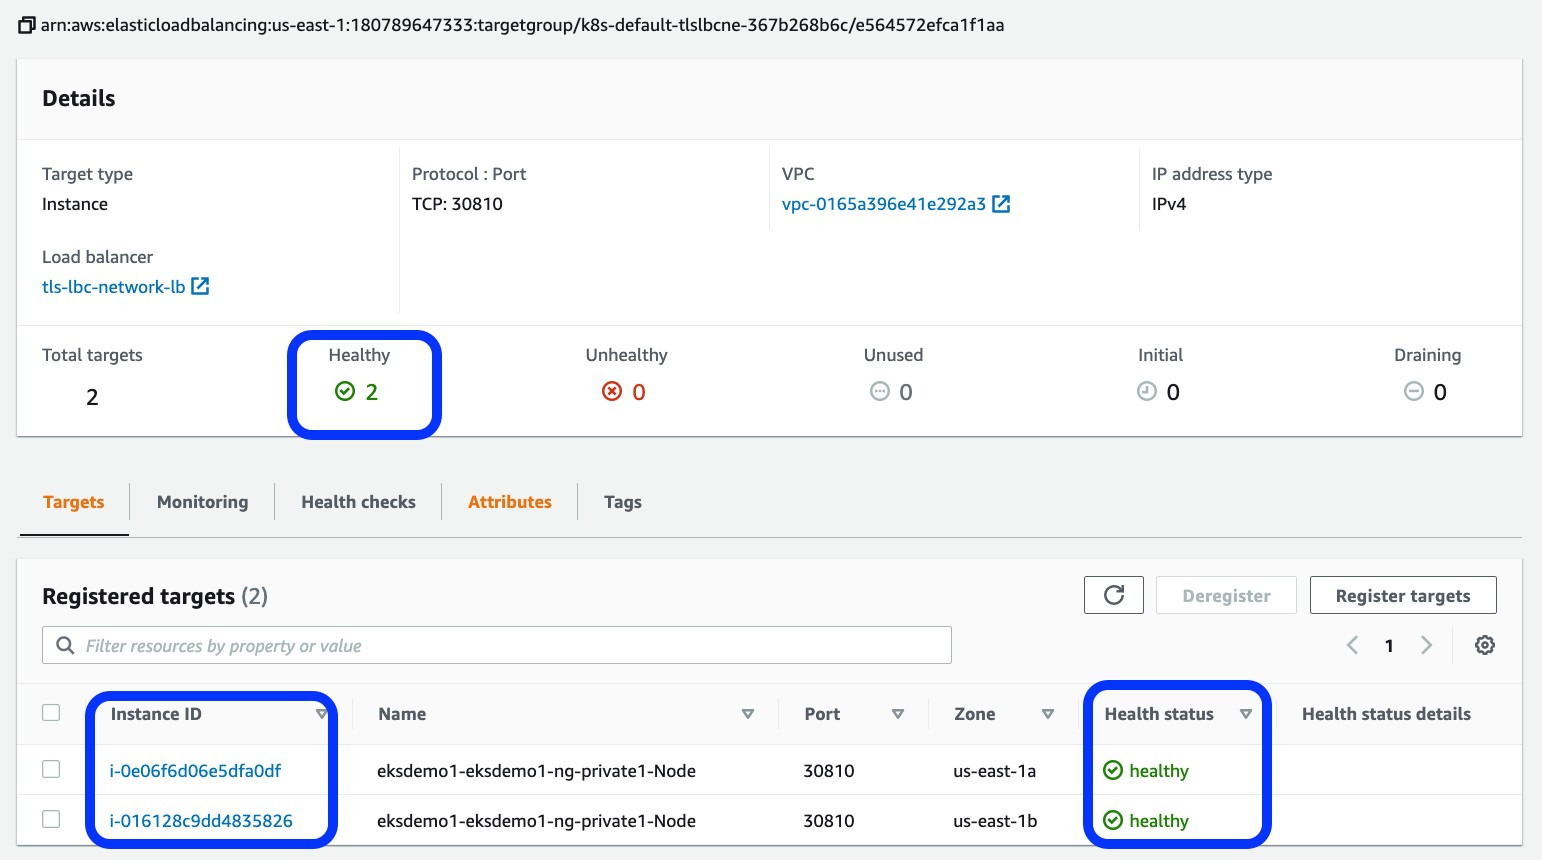 arn:aws:elasticloadbalancing:us-east-1:180789647333:targetgroup/k8s-default-tlslbcne-367b268b6c/e564572efca1f1aa
Details
Target type
Protocol : Port
VPC
IP address type
Instance
TCP: 30810
vpc-0165a396e41e292a3
IPv4
Load balancer
tls-lbc-network-lb
Total targets
Healthy
Unhealthy
Unused
Initial
Draining
2
2
0
0
0
0
Targets
Monitoring
Health checks
Attributes
Tags
Registered targets (2)
Deregister
Register targets
Filter resources by property or value
1
Instance ID
Name
Port
Zone
Health status
Health status details
i-0e06f6d06e5dfa0df
eksdemo1-eksdemo1-ng-private1-Node
30810
us-east-1a
healthy
i-016128c9dd4835826
eksdemo1-eksdemo1-ng-private1-Node
30810
us-east-1b
healthy